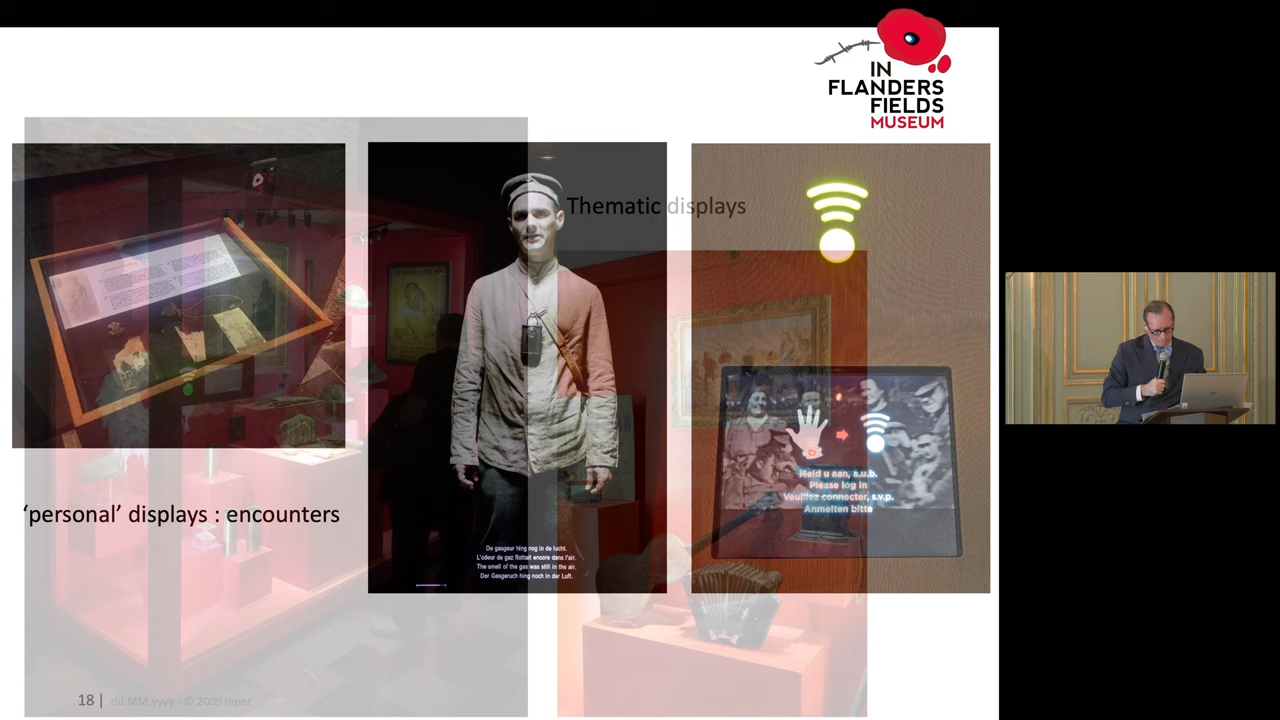 IN
FLANDERS
FIELDS
MUSEUM
Thematic displays
'personal' displays : encounters
De gasgeur hing nog in de lucht.
L'odeur de gaz flottait encore dans l'air.
The smell of the gas was still in the air.
Der Gasgeruch hing noch in der Luft.
Meld u aan, a.u.b.
Please log in
Veuillez connecter, s.v.p.
Anmelten bitte
18 | dd.MM.yyyy - © 2009 Ieper